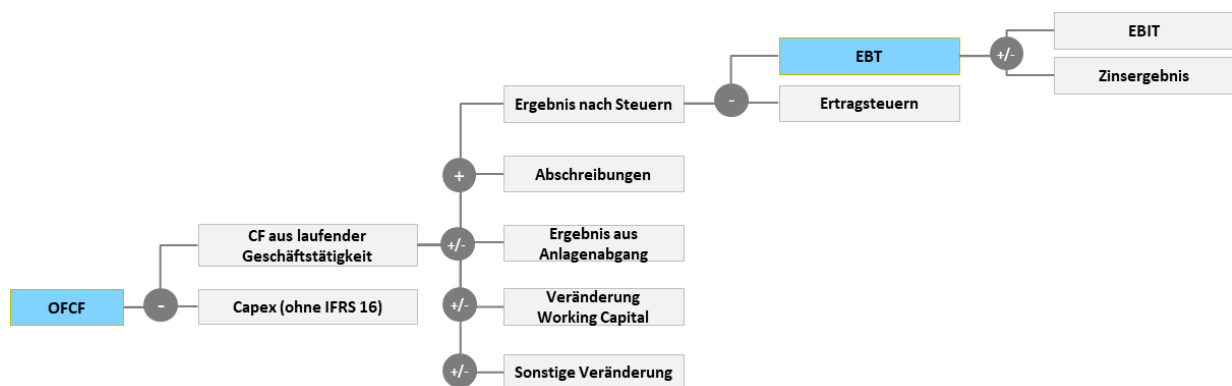 EBIT
EBT
+/-
Zinsergebnis
Ergebnis nach Steuern
-
Ertragsteuern
+
Abschreibungen
CF aus laufender
Geschäftstätigkeit
+/-
Ergebnis aus
Anlagenabgang
OFCF
-
Capex (ohne IFRS 16)
+/-
Veränderung
Working Capital
+/-
Sonstige Veränderung